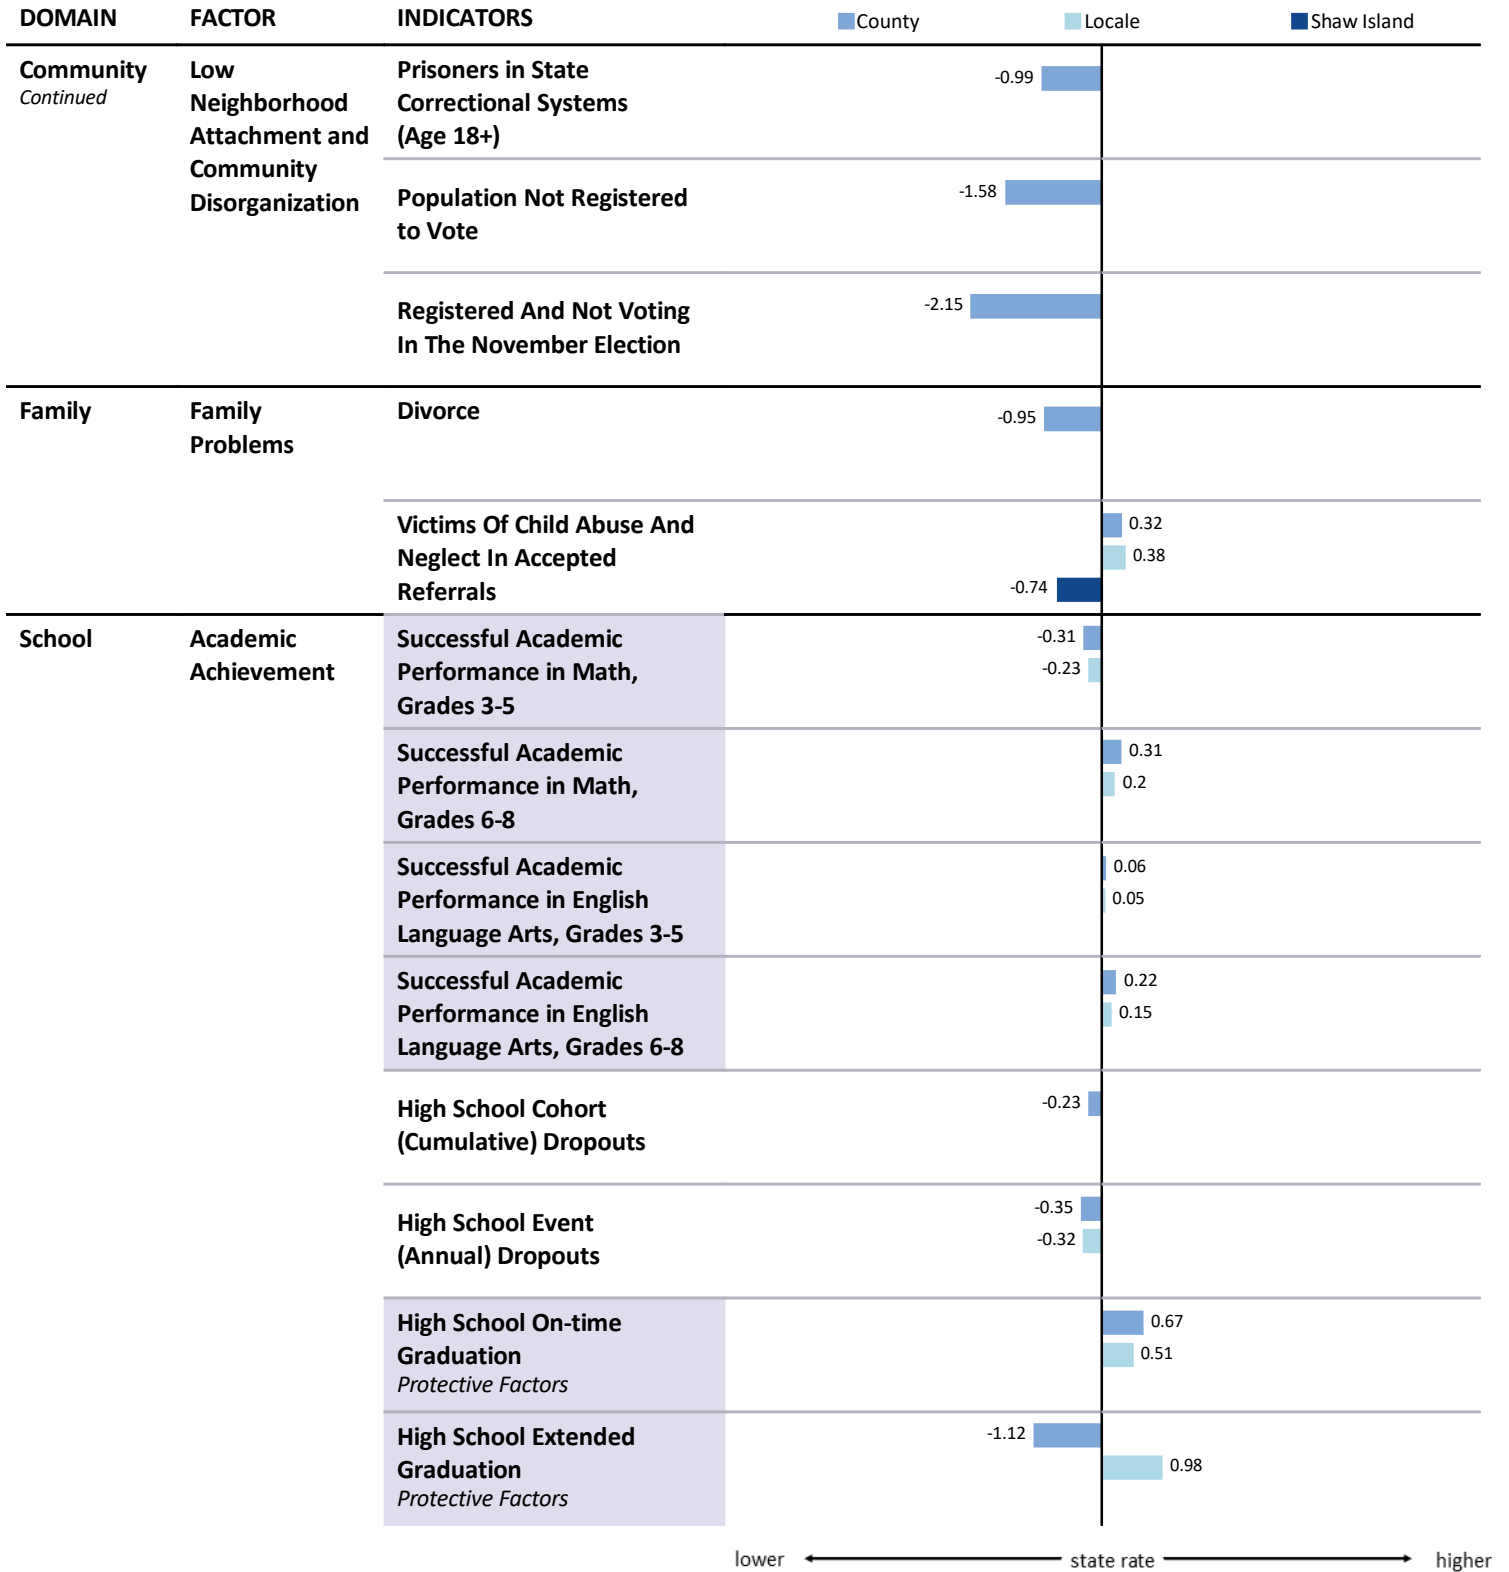 DOMAIN FACTOR INDICATORS County Locale Shaw Island
Community
Continued
Low
Neighborhood
Attachment and
Community
Disorganization
Prisoners in State
Correctional Systems
(Age 18+)
-0.99
Population Not Registered
to Vote
-1.58
Registered And Not Voting
In The November Election
-2.15
Family
Family
Problems
Divorce
-0.95
Victims Of Child Abuse And
Neglect In Accepted
Referrals
0.32
0.38
-0.74
School
Academic
Achievement
Successful Academic
Performance in Math,
Grades 3-5
-0.31
-0.23
Successful Academic
Performance in Math,
Grades 6-8
0.31
0.2
Successful Academic
Performance in English
Language Arts, Grades 3-5
0.06
0.05
Successful Academic
Performance in English
Language Arts, Grades 6-8
0.22
0.15
High School Cohort
(Cumulative) Dropouts
-0.23
High School Event
(Annual) Dropouts
-0.35
-0.32
High School On-time
Graduation
Protective Factors
0.67
0.51
High School Extended
Graduation
Protective Factors
-1.12
0.98
lower state rate higher